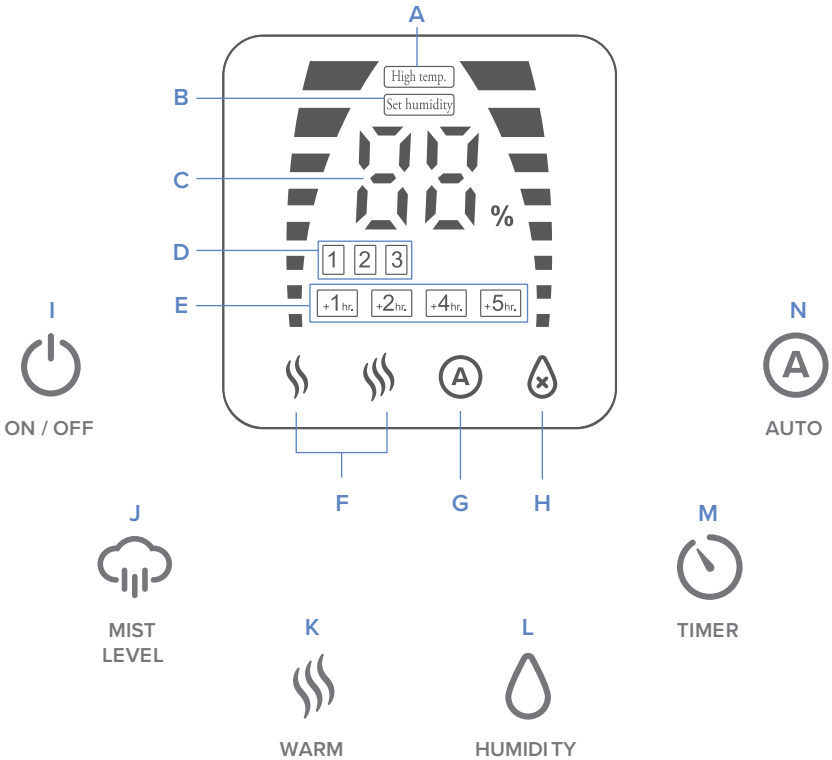 A
High temp.
B
Set humidity
C
88
%
D
1 2 3
E
+1hr. +2hr. +4hr. +5hr.
I
N
A
A
ON / OFF
AUTO
F
G
H
J
M
MIST
LEVEL
TIMER
K
L
WARM
HUMIDITY